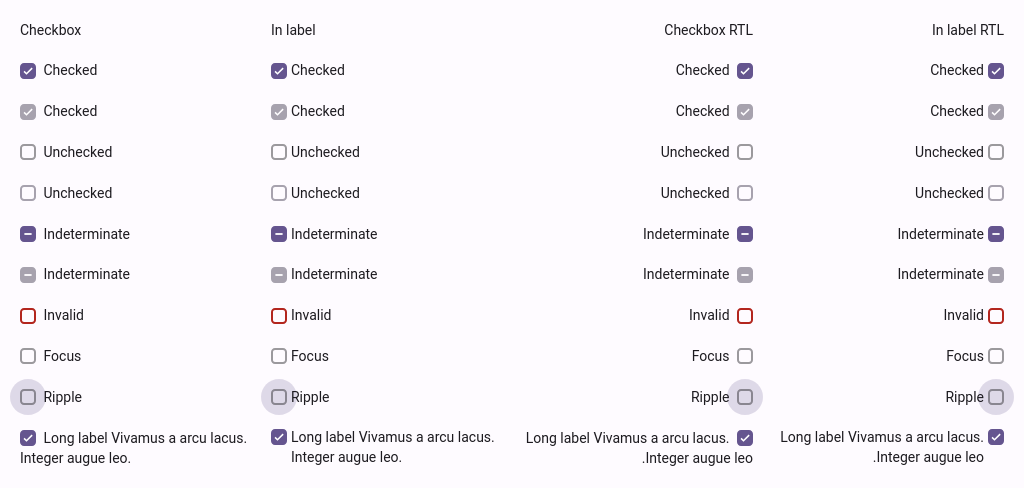 Checkbox
Checked
Checked
Unchecked
Unchecked
Indeterminate
Indeterminate
Invalid
Focus
Ripple
Long label Vivamus a arcu lacus.
Integer augue leo.
In label
Checked
Checked
Unchecked
Unchecked
Indeterminate
Indeterminate
Invalid
Focus
Ripple
Long label Vivamus a arcu lacus.
Integer augue leo.
Checkbox RTL
Checked
Checked
Unchecked
Unchecked
Indeterminate
Indeterminate
Invalid
Focus
Ripple
Long label Vivamus a arcu lacus.
.Integer augue leo
In label RTL
Checked
Checked
Unchecked
Unchecked
Indeterminate
Indeterminate
Invalid
Focus
Ripple
Long label Vivamus a arcu lacus.
.Integer augue leo